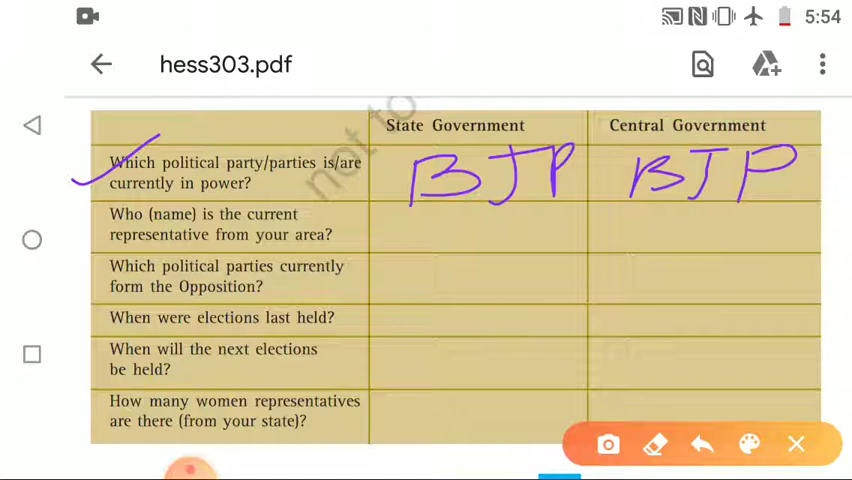 5:54
hess303.pdf
not to
State Government
Central Government
Which political party/parties is/are
currently in power?
BJP
BJP
Who (name) is the current
representative from your area?
Which political parties currently
form the Opposition?
When were elections last held?
When will the next elections
be held?
How many women representatives
are there (from your state)?